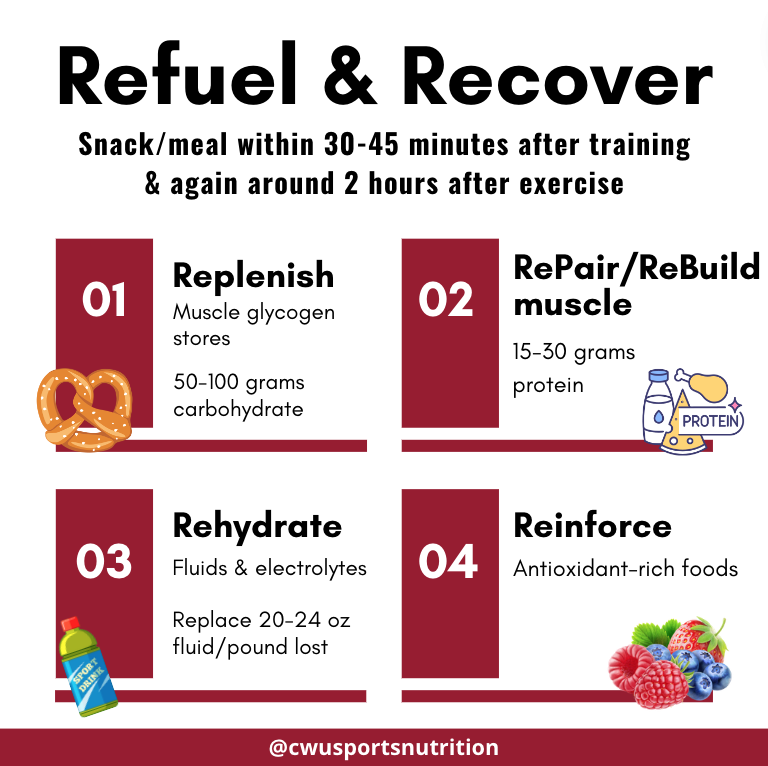 Refuel & Recover
Snack/meal within 30-45 minutes after training
& again around 2 hours after exercise
01
Replenish
Muscle glycogen
stores
50-100 grams
carbohydrate
02
RePair/ReBuild
muscle
15-30 grams
protein
PROTEIN
03
Rehydrate
Fluids & electrolytes
Replace 20-24 oz
fluid/pound lost
SPORT
DRINK
04
Reinforce
Antioxidant-rich foods
@cwusportsnutrition